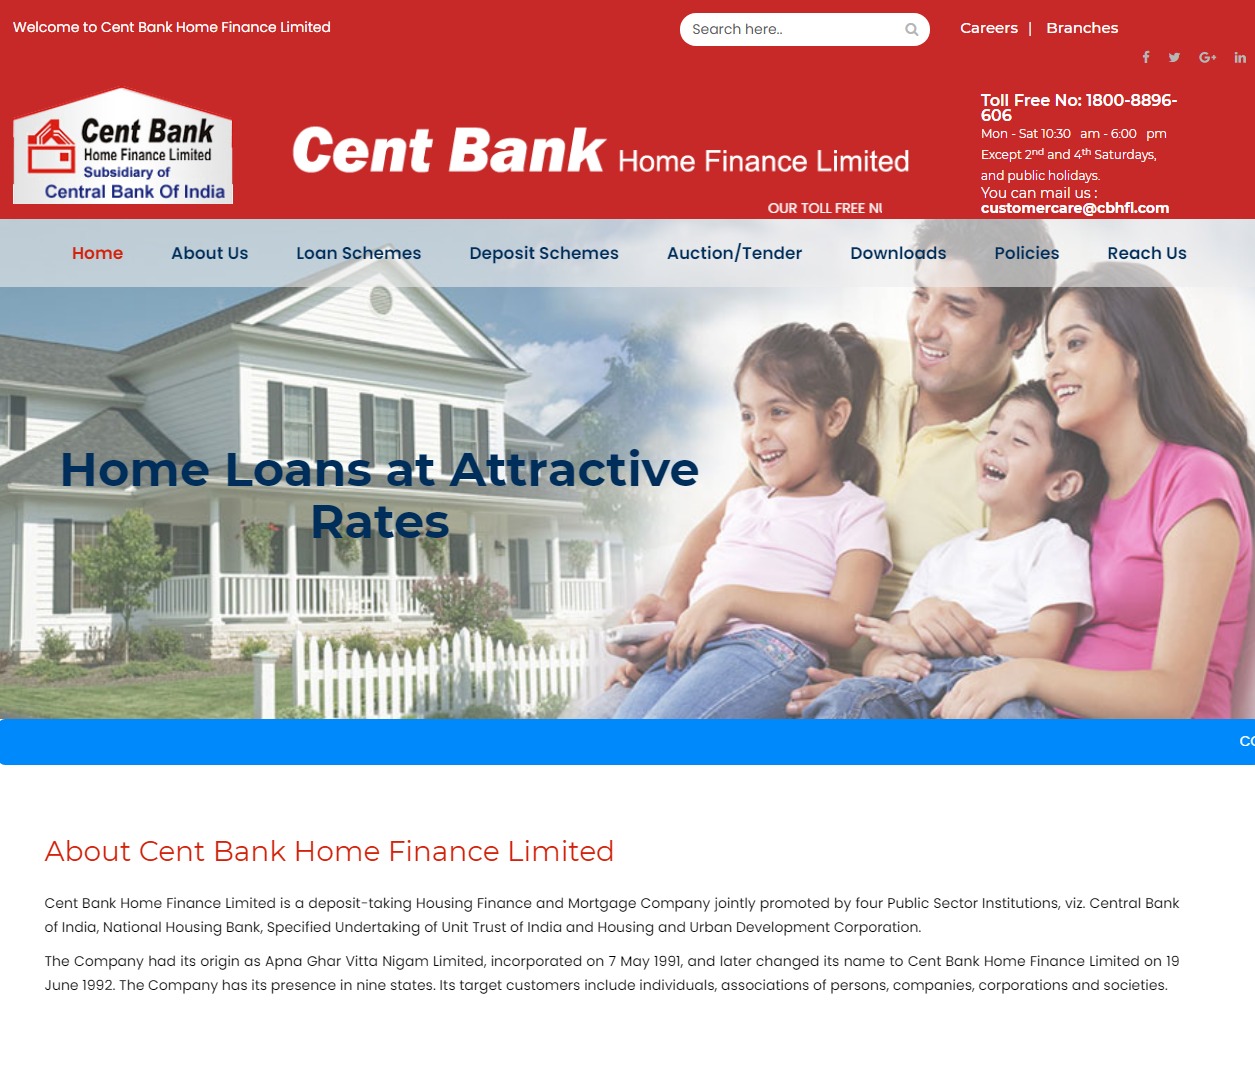 Welcome to Cent Bank Home Finance Limited
Search here..
Careers | Branches
Cent Bank
Home Finance Limited
Subsidiary of
Central Bank Of India
Cent Bank Home Finance Limited
Toll Free No: 1800-8896-
606
Mon - Sat 10:30 am - 6:00 pm
Except 2nd and 4th Saturdays,
and public holidays.
You can mail us :
customercare@cbhfl.com
OUR TOLL FREE
Home About Us Loan Schemes Deposit Schemes Auction/Tender Downloads Policies Reach Us
Home Loans at Attractive
Rates
About Cent Bank Home Finance Limited
Cent Bank Home Finance Limited is a deposit-taking Housing Finance and Mortgage Company jointly promoted by four Public Sector Institutions, viz. Central Bank
of India, National Housing Bank, Specified Undertaking of Unit Trust of India and Housing and Urban Development Corporation.
The Company had its origin as Apna Ghar Vitta Nigam Limited, incorporated on 7 May 1991, and later changed its name to Cent Bank Home Finance Limited on 19
June 1992. The Company has its presence in nine states. Its target customers include individuals, associations of persons, companies, corporations and societies.